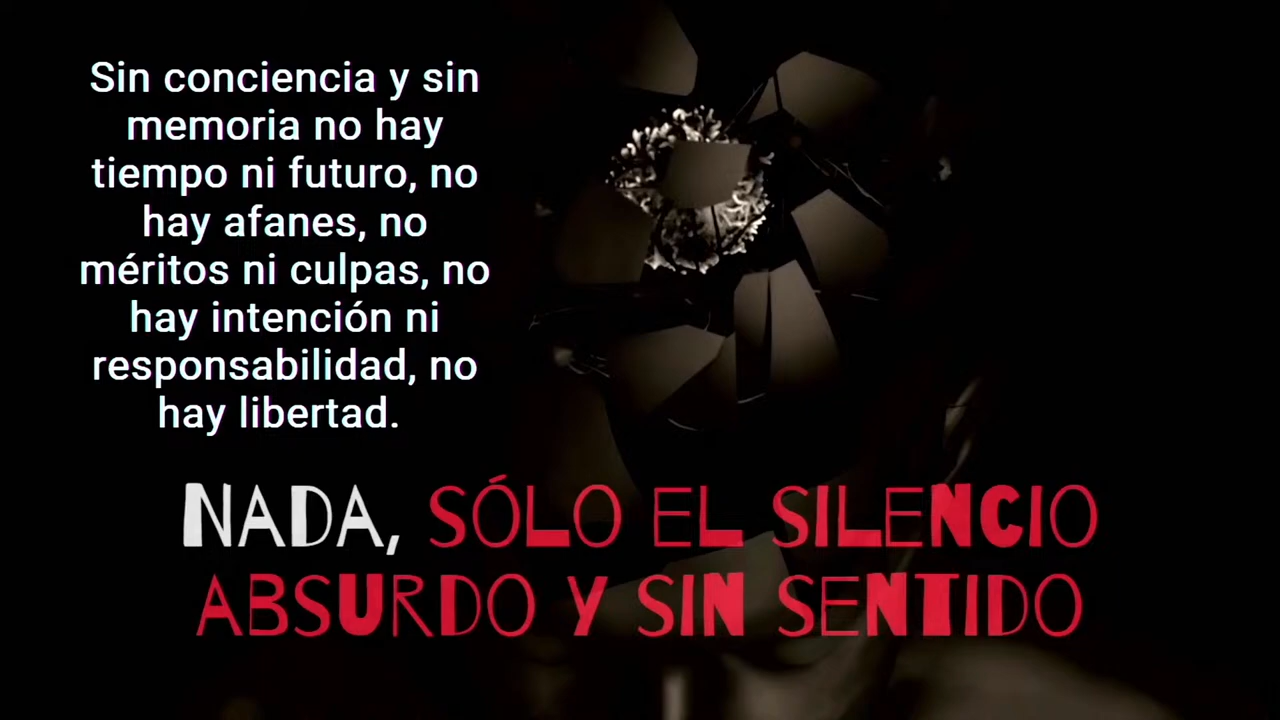 Sin conciencia y sin
memoria no hay
tiempo ni futuro, no
hay afanes, no
méritos ni culpas, no
hay intención ni
responsabilidad, no
hay libertad.
NADA, SÓLO EL SILENCIO
ABSURDO Y SIN SENTIDO